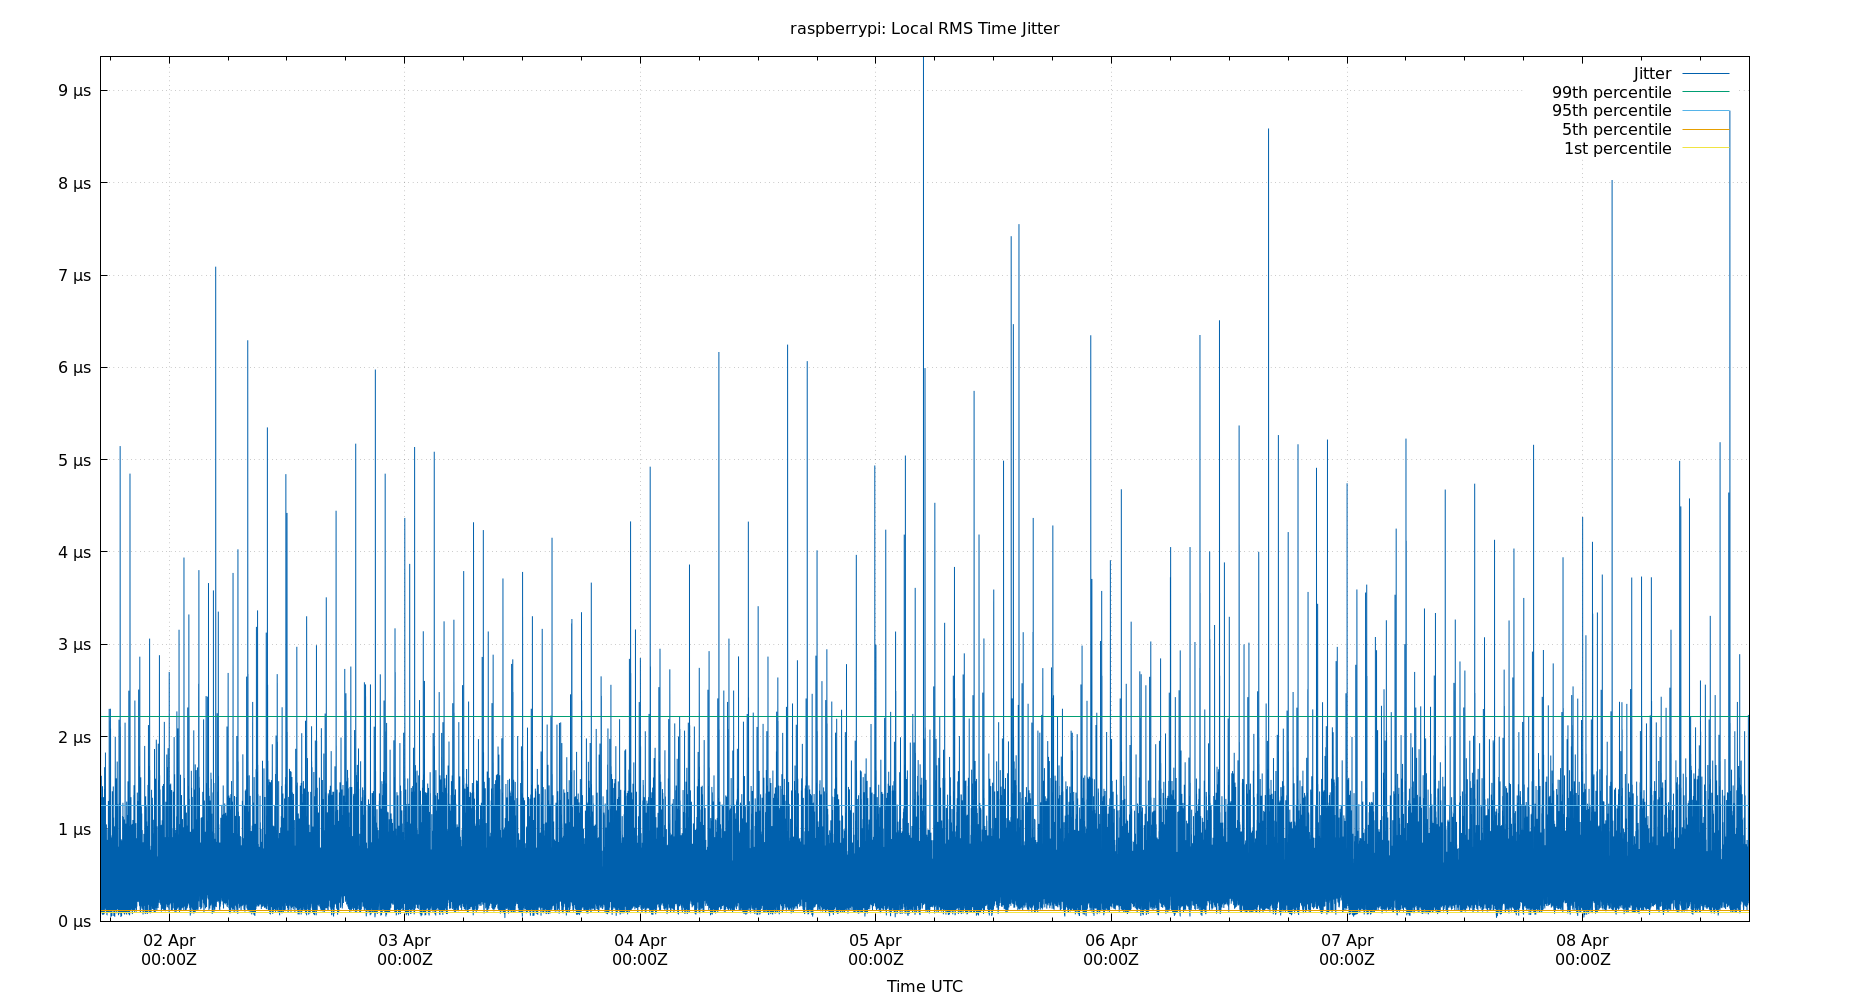 raspberrypi: Local RMS Time Jitter
Jitter
99th percentile
95th percentile
5th percentile
1st percentile
9 µs
8 µs
7 µs
6 µs
5 µs
4 µs
3 µs
2 µs
1 µs
0 µs
02 Apr 03 Apr 04 Apr 05 Apr 06 Apr 07 Apr 08 Apr
00:00Z 00:00Z 00:00Z 00:00Z 00:00Z 00:00Z 00:00Z
Time UTC